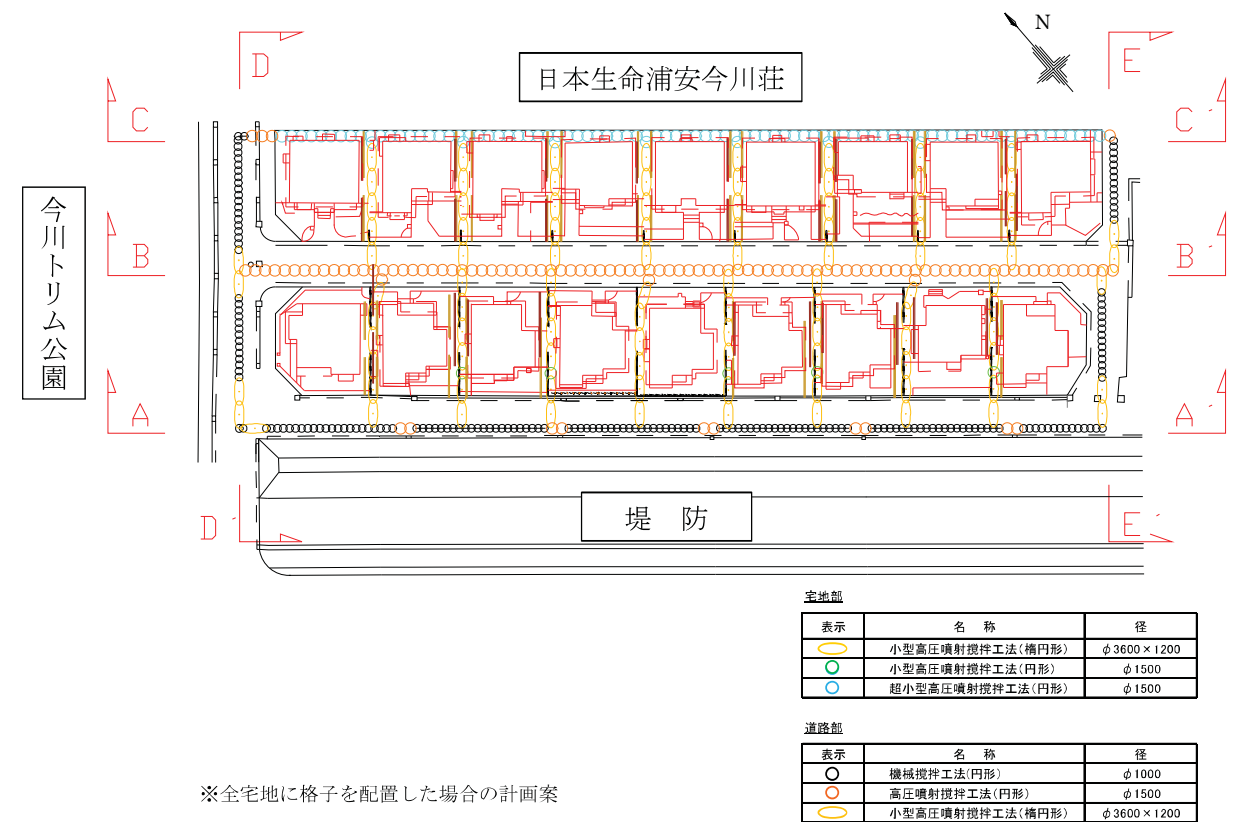 N
D
E
日本生命浦安今川荘
C
C'
今川トリム公園
B
B'
A
A'
D'
堤 防
E'
宅地部
表示 名 称 径
小型高圧噴射撹拌工法(楕円形) φ3600×1200
小型高圧噴射撹拌工法(円形) φ1500
超小型高圧噴射撹拌工法(円形) φ1500
道路部
表示 名 称 径
機械撹拌工法(円形) φ1000
高圧噴射撹拌工法(円形) φ1500
小型高圧噴射撹拌工法(楕円形) φ3600×1200
※全宅地に格子を配置した場合の計画案